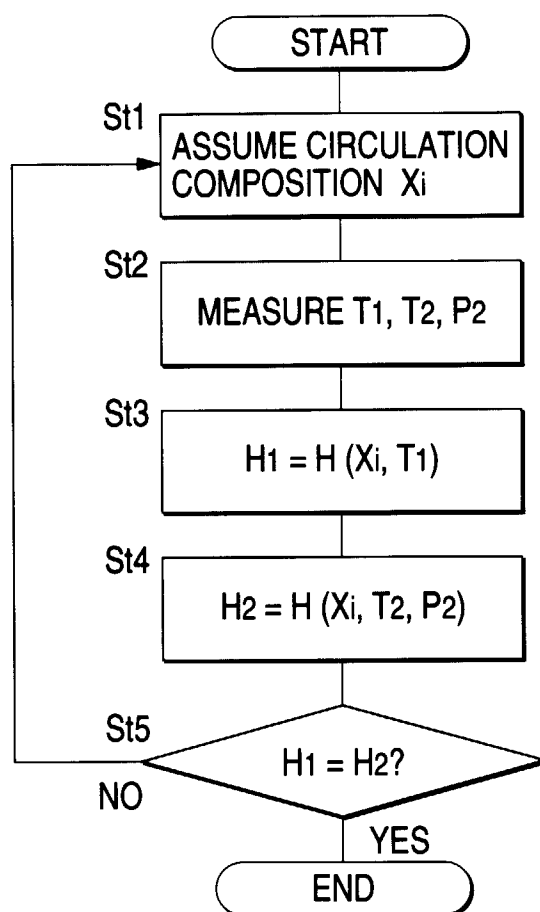 START
St1
ASSUME CIRCULATION
COMPOSITION Xi
St2
MEASURE T1, T2, P2
St3
H1 = H (Xi, T1)
St4
H2 = H (Xi, T2, P2)
St5
H1 = H2?
NO
YES
END